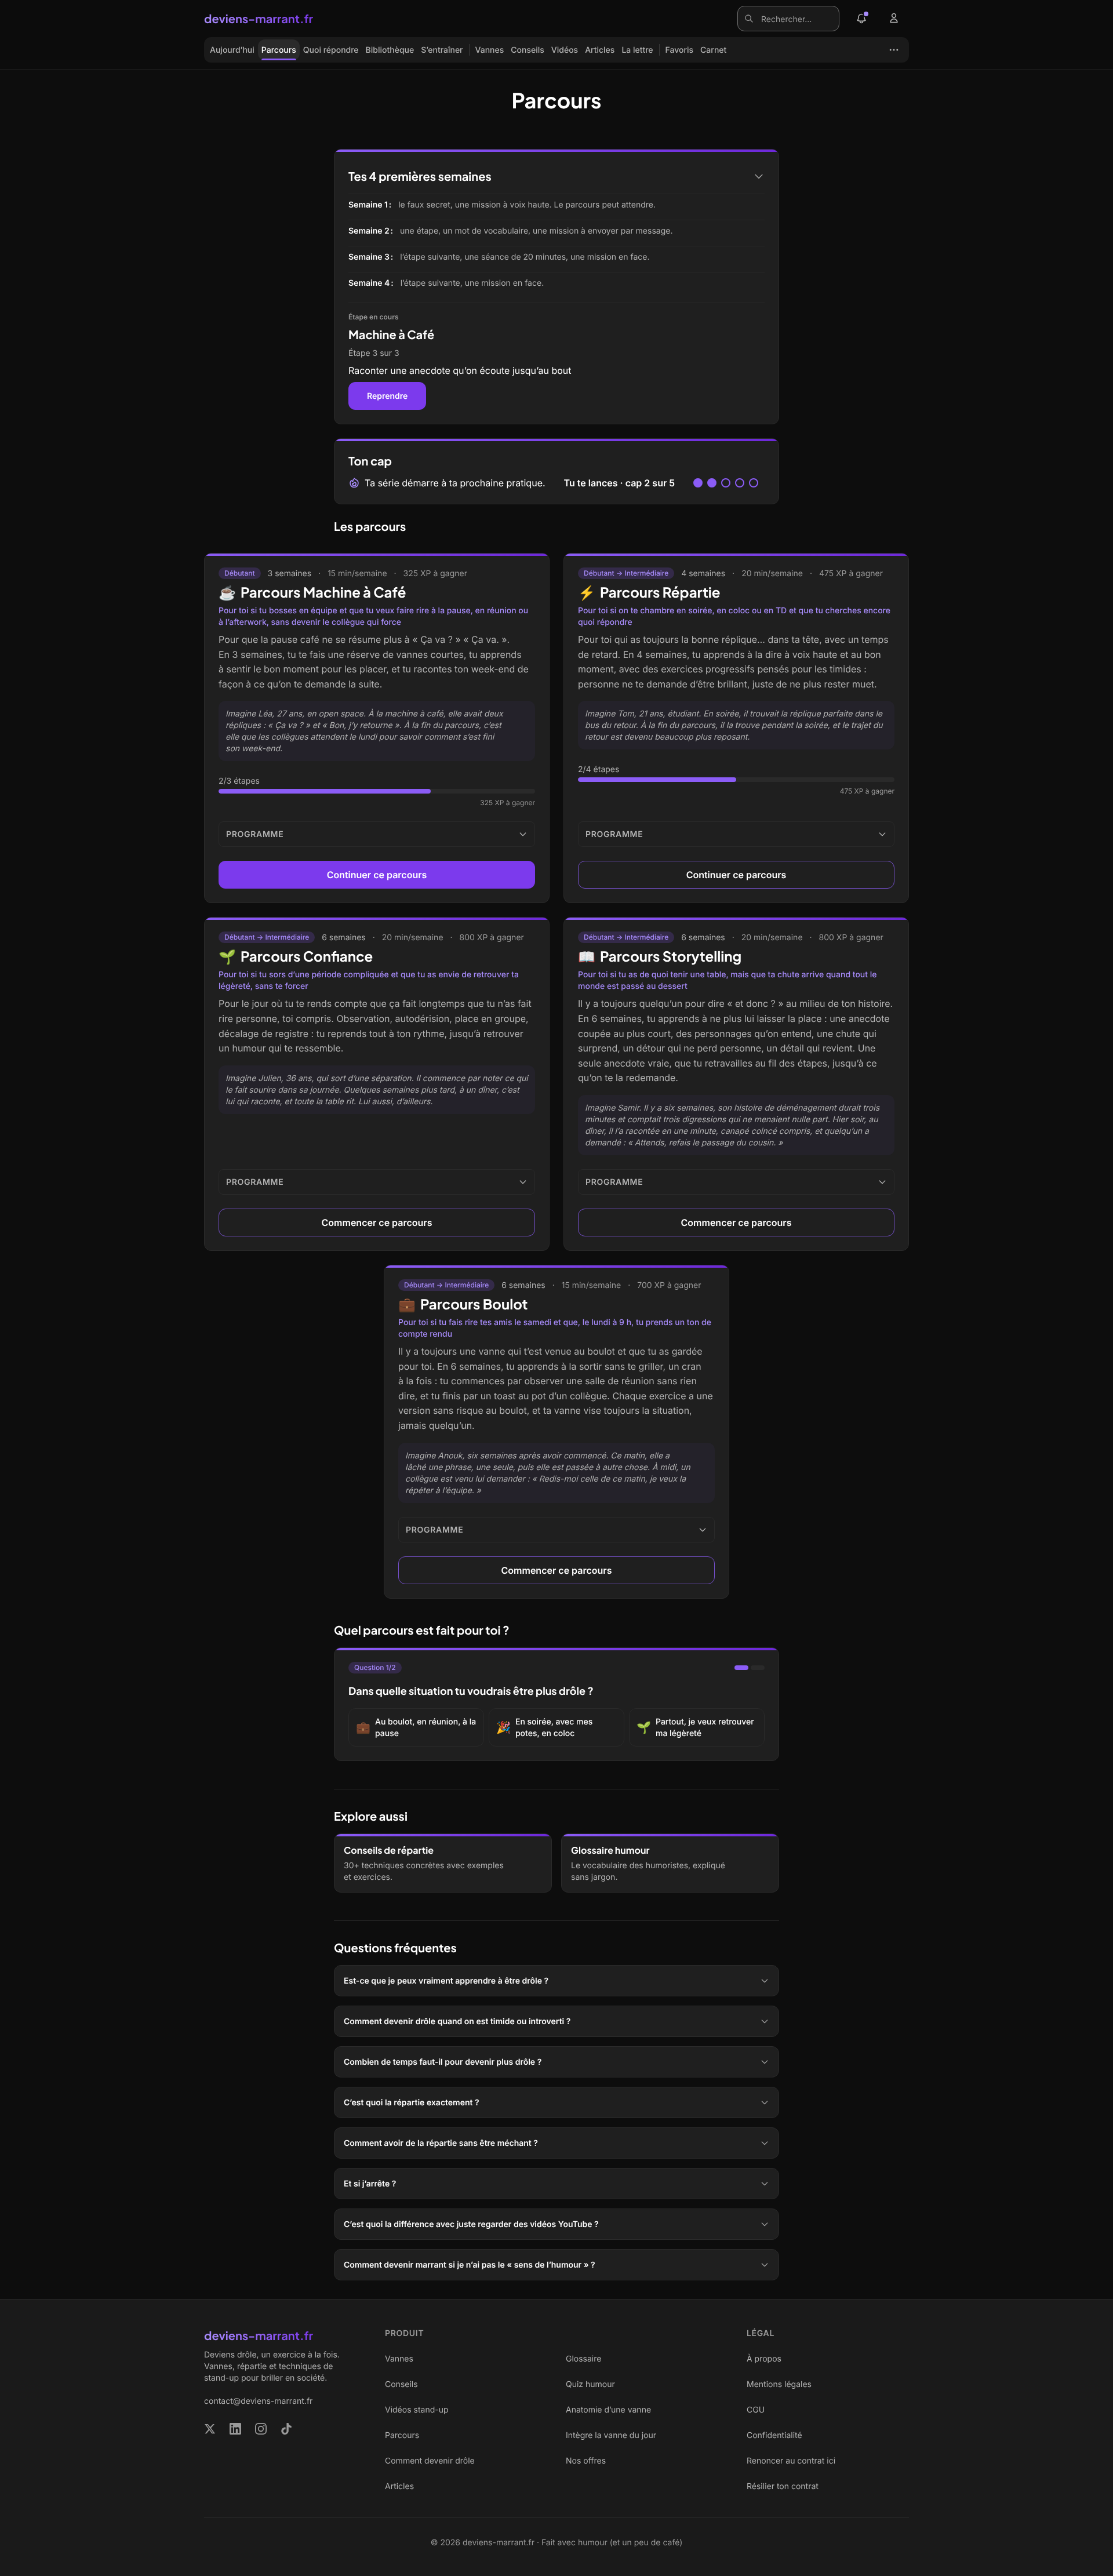 deviens-marrant.fr
Rechercher...
Aujourd'hui Parcours Quoi répondre Bibliothèque S'entraîner Vannes Conseils Vidéos Articles La lettre Favoris Carnet
Parcours
Tes 4 premières semaines
Semaine 1 : le faux secret, une mission à voix haute. Le parcours peut attendre.
Semaine 2 : une étape, un mot de vocabulaire, une mission à envoyer par message.
Semaine 3 : l'étape suivante, une séance de 20 minutes, une mission en face.
Semaine 4 : l'étape suivante, une mission en face.
Étape en cours
Machine à Café
Étape 3 sur 3
Raconter une anecdote qu'on écoute jusqu'au bout
Reprendre
Ton cap
Ta série démarre à ta prochaine pratique. Tu te lances · cap 2 sur 5
Les parcours
Débutant 3 semaines · 15 min/semaine · 325 XP à gagner
☕ Parcours Machine à Café
Pour toi si tu bosses en équipe et que tu veux faire rire à la pause, en réunion ou
à l'afterwork, sans devenir le collègue qui force
Pour que la pause café ne se résume plus à « Ça va ? » « Ça va. ».
En 3 semaines, tu te fais une réserve de vannes courtes, tu apprends
à sentir le bon moment pour les placer, et tu racontes ton week-end de
façon à ce qu'on te demande la suite.
Imagine Léa, 27 ans, en open space. À la machine à café, elle avait deux
répliques : « Ça va ? » et « Bon, j'y retourne ». À la fin du parcours, c'est
elle que les collègues attendent le lundi pour savoir comment s'est fini
son week-end.
2/3 étapes
325 XP à gagner
PROGRAMME
Continuer ce parcours
Débutant → Intermédiaire 4 semaines · 20 min/semaine · 475 XP à gagner
⚡ Parcours Répartie
Pour toi si on te chambre en soirée, en coloc ou en TD et que tu cherches encore
quoi répondre
Pour toi qui as toujours la bonne réplique… dans ta tête, avec un temps
de retard. En 4 semaines, tu apprends à la dire à voix haute et au bon
moment, avec des exercices progressifs pensés pour les timides :
personne ne te demande d'être brillant, juste de ne plus rester muet.
Imagine Tom, 21 ans, étudiant. En soirée, il trouvait la réplique parfaite dans le
bus du retour. À la fin du parcours, il la trouve pendant la soirée, et le trajet du
retour est devenu beaucoup plus reposant.
2/4 étapes
475 XP à gagner
PROGRAMME
Continuer ce parcours
Débutant → Intermédiaire 6 semaines · 20 min/semaine · 800 XP à gagner
🌱 Parcours Confiance
Pour toi si tu sors d'une période compliquée et que tu as envie de retrouver ta
légèreté, sans te forcer
Pour le jour où tu te rends compte que ça fait longtemps que tu n'as fait
rire personne, toi compris. Observation, autodérision, place en groupe,
décalage de registre : tu reprends tout à ton rythme, jusqu'à retrouver
un humour qui te ressemble.
Imagine Julien, 36 ans, qui sort d'une séparation. Il commence par noter ce qui
le fait sourire dans sa journée. Quelques semaines plus tard, à un dîner, c'est
lui qui raconte, et toute la table rit. Lui aussi, d'ailleurs.
PROGRAMME
Commencer ce parcours
Débutant → Intermédiaire 6 semaines · 20 min/semaine · 800 XP à gagner
📖 Parcours Storytelling
Pour toi si tu as de quoi tenir une table, mais que ta chute arrive quand tout le
monde est passé au dessert
Il y a toujours quelqu'un pour dire « et donc ? » au milieu de ton histoire.
En 6 semaines, tu apprends à ne plus lui laisser la place : une anecdote
coupée au plus court, des personnages qu'on entend, une chute qui
surprend, un détour qui ne perd personne, un détail qui revient. Une
seule anecdote vraie, que tu retravailles au fil des étapes, jusqu'à ce
qu'on te la redemande.
Imagine Samir. Il y a six semaines, son histoire de déménagement durait trois
minutes et comptait trois digressions qui ne menaient nulle part. Hier soir, au
dîner, il l'a racontée en une minute, canapé coincé compris, et quelqu'un a
demandé : « Attends, refais le passage du cousin. »
PROGRAMME
Commencer ce parcours
Débutant → Intermédiaire 6 semaines · 15 min/semaine · 700 XP à gagner
💼 Parcours Boulot
Pour toi si tu fais rire tes amis le samedi et que, le lundi à 9 h, tu prends un ton de
compte rendu
Il y a toujours une vanne qui t'est venue au boulot et que tu as gardée
pour toi. En 6 semaines, tu apprends à la sortir sans te griller, un cran
à la fois : tu commences par observer une salle de réunion sans rien
dire, et tu finis par un toast au pot d'un collègue. Chaque exercice a une
version sans risque au boulot, et ta vanne vise toujours la situation,
jamais quelqu'un.
Imagine Anouk, six semaines après avoir commencé. Ce matin, elle a
lâché une phrase, une seule, puis elle est passée à autre chose. À midi, un
collègue est venu lui demander : « Redis-moi celle de ce matin, je veux la
répéter à l'équipe. »
PROGRAMME
Commencer ce parcours
Quel parcours est fait pour toi ?
Question 1/2
Dans quelle situation tu voudrais être plus drôle ?
💼 Au boulot, en réunion, à la
pause
🎉 En soirée, avec mes
potes, en coloc
🌱 Partout, je veux retrouver
ma légèreté
Explore aussi
Conseils de répartie
30+ techniques concrètes avec exemples
et exercices.
Glossaire humour
Le vocabulaire des humoristes, expliqué
sans jargon.
Questions fréquentes
Est-ce que je peux vraiment apprendre à être drôle ?
Comment devenir drôle quand on est timide ou introverti ?
Combien de temps faut-il pour devenir plus drôle ?
C'est quoi la répartie exactement ?
Comment avoir de la répartie sans être méchant ?
Et si j'arrête ?
C'est quoi la différence avec juste regarder des vidéos YouTube ?
Comment devenir marrant si je n'ai pas le « sens de l'humour » ?
deviens-marrant.fr
Deviens drôle, un exercice à la fois.
Vannes, répartie et techniques de
stand-up pour briller en société.
contact@deviens-marrant.fr
PRODUIT
Vannes
Conseils
Vidéos stand-up
Parcours
Comment devenir drôle
Articles
Glossaire
Quiz humour
Anatomie d'une vanne
Intègre la vanne du jour
Nos offres
LÉGAL
À propos
Mentions légales
CGU
Confidentialité
Renoncer au contrat ici
Résilier ton contrat
© 2026 deviens-marrant.fr · Fait avec humour (et un peu de café)